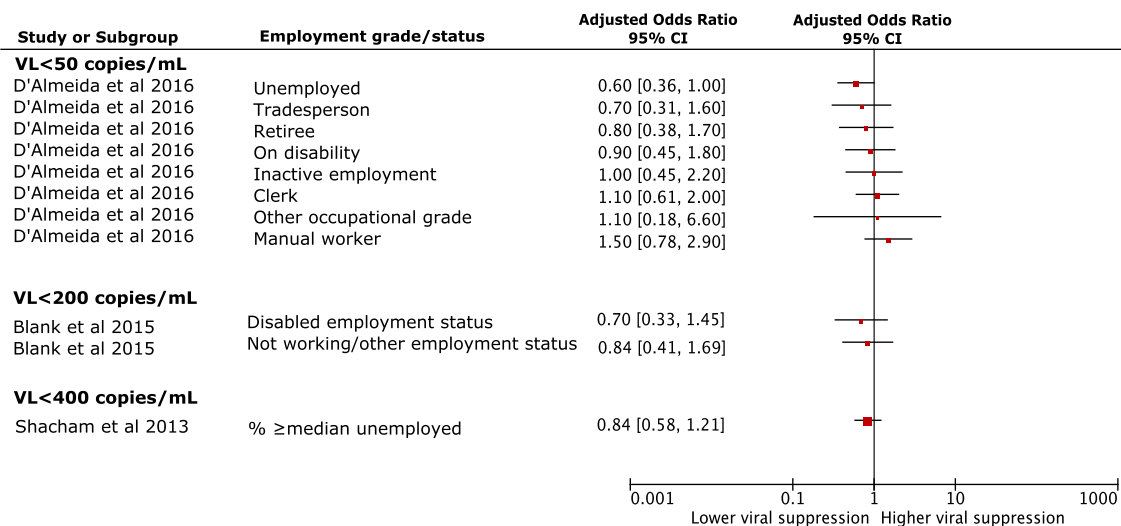 Study or Subgroup Employment grade/status Adjusted Odds Ratio 95% CI Adjusted Odds Ratio 95% CI
VL<50 copies/mL
D'Almeida et al 2016 Unemployed 0.60 [0.36, 1.00]
D'Almeida et al 2016 Tradesperson 0.70 [0.31, 1.60]
D'Almeida et al 2016 Retiree 0.80 [0.38, 1.70]
D'Almeida et al 2016 On disability 0.90 [0.45, 1.80]
D'Almeida et al 2016 Inactive employment 1.00 [0.45, 2.20]
D'Almeida et al 2016 Clerk 1.10 [0.61, 2.00]
D'Almeida et al 2016 Other occupational grade 1.10 [0.18, 6.60]
D'Almeida et al 2016 Manual worker 1.50 [0.78, 2.90]
VL<200 copies/mL
Blank et al 2015 Disabled employment status 0.70 [0.33, 1.45]
Blank et al 2015 Not working/other employment status 0.84 [0.41, 1.69]
VL<400 copies/mL
Shacham et al 2013 % ≥median unemployed 0.84 [0.58, 1.21]
0.001 0.1 1 10 1000
Lower viral suppression Higher viral suppression